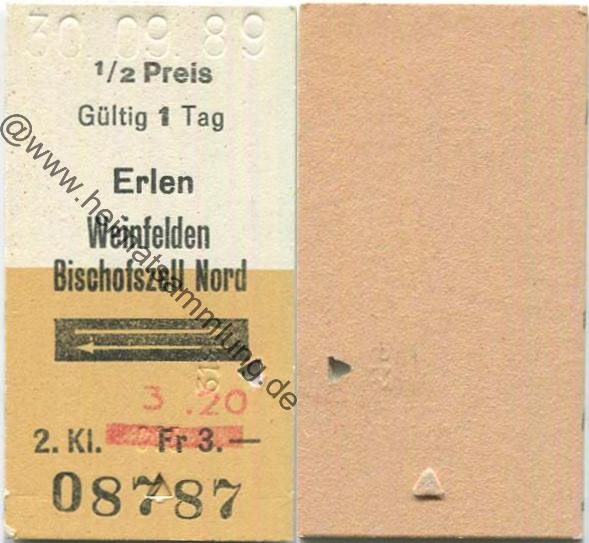 30.09.89
1/2 Preis
Gültig 1 Tag
Erlen
Weinfelden
Bischofszell Nord
3.20
2. Kl. Fr 3.—
08787
@www.heimatsammlung.de